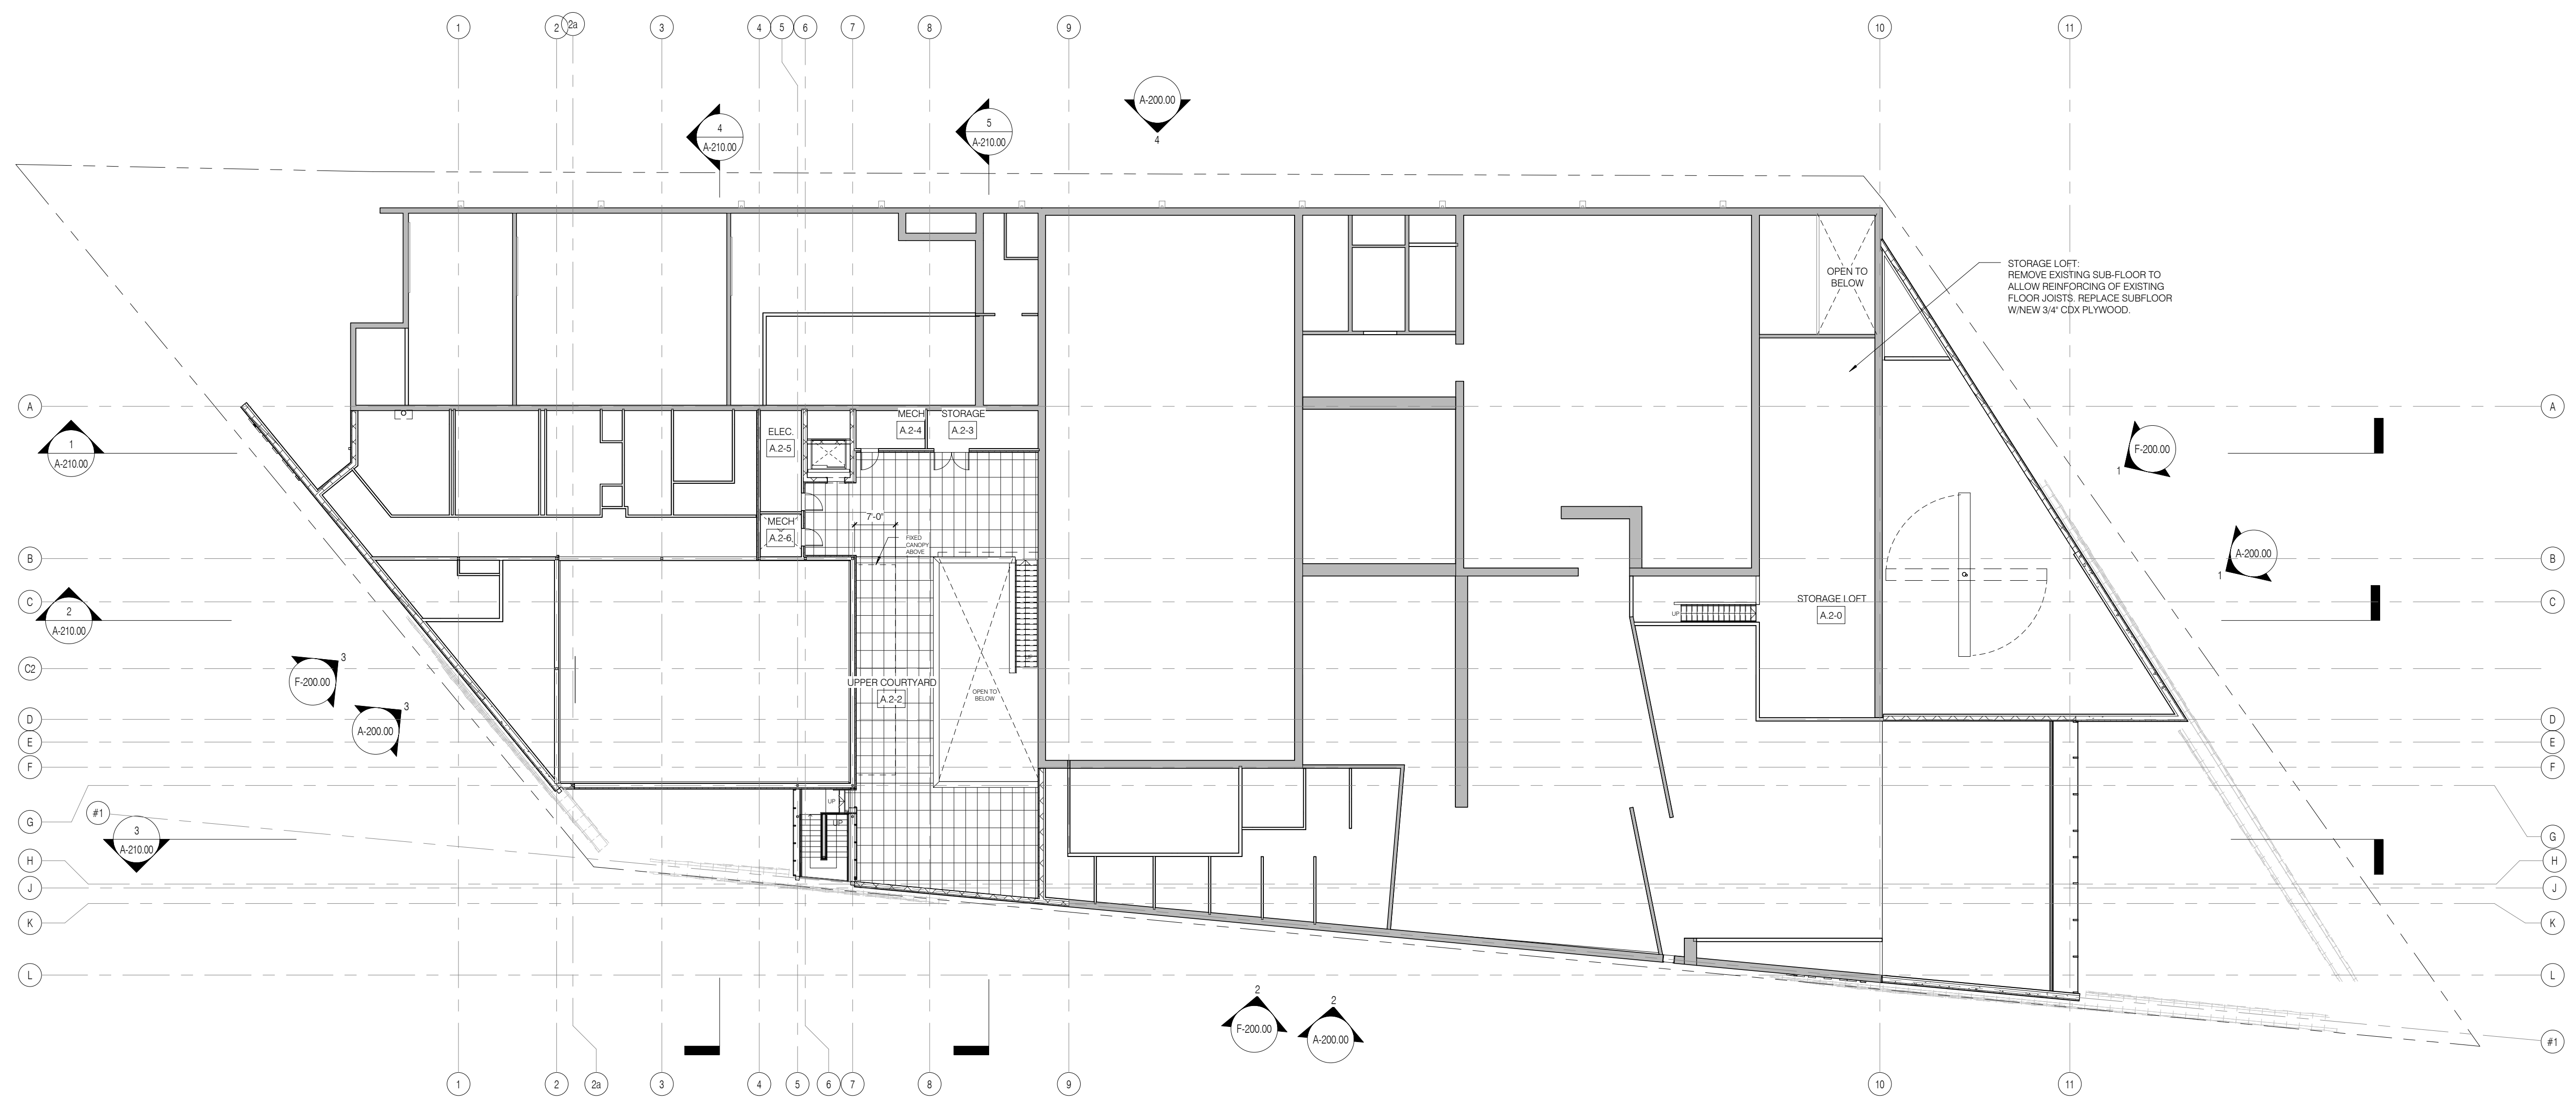 1 2 2a 3 4 5 6 7 8 9 10 11
A-200.00
4
4
A-210.00
5
A-210.00
OPEN TO
BELOW
STORAGE LOFT:
REMOVE EXISTING SUB-FLOOR TO
ALLOW REINFORCING OF EXISTING
FLOOR JOISTS. REPLACE SUBFLOOR
W/NEW 3/4" CDX PLYWOOD.
A
A
MECH
A.2-4
STORAGE
A.2-3
ELEC.
A.2-5
1
A-210.00
F-200.00
1
7'-0"
MECH
A.2-6
FIXED
CANOPY
ABOVE
B
B
A-200.00
1
C
C
2
A-210.00
STORAGE LOFT
A.2-0
UP
UP
C2
C2
3
F-200.00
UPPER COURTYARD
A.2-2
OPEN TO
BELOW
3
A-200.00
D
D
E
E
F
F
UP
UP
#1
G
G
3
A-210.00
H
H
J
J
K
K
L
L
2
F-200.00
2
A-200.00
#1
1 2 2a 3 4 5 6 7 8 9 10 11